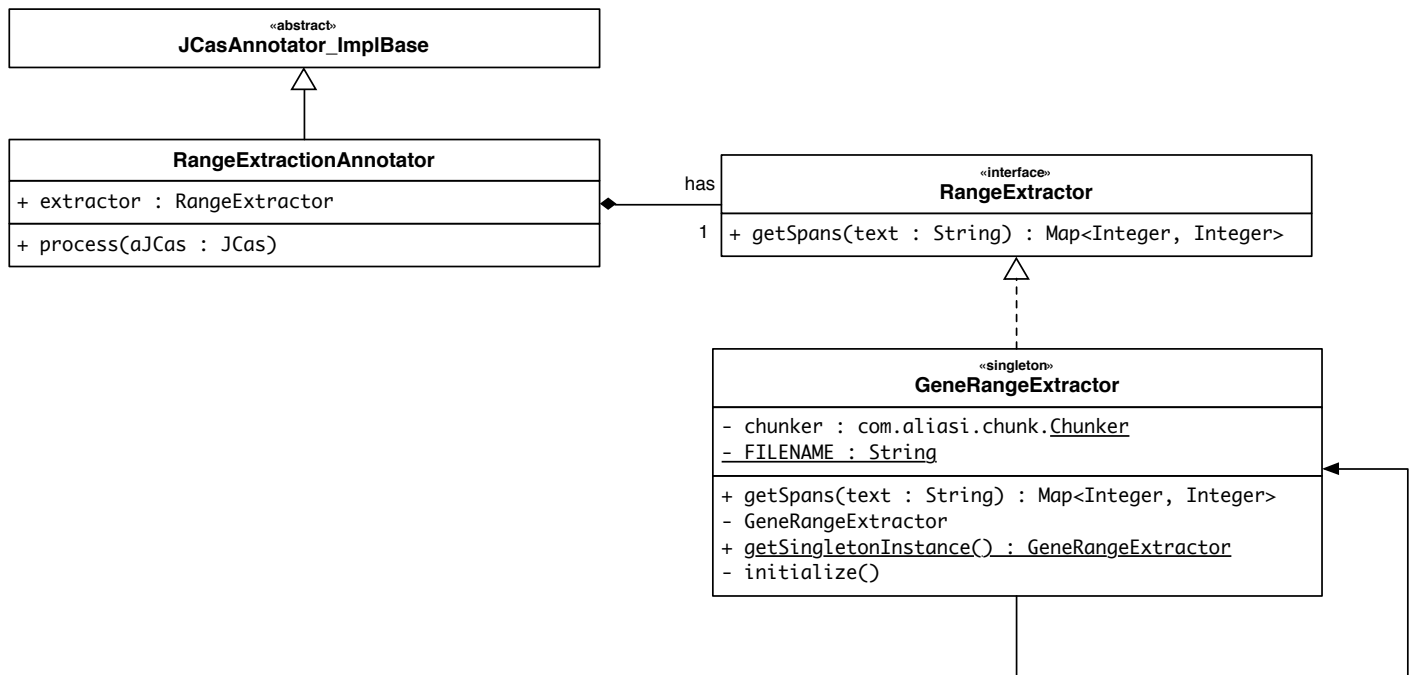 «abstract»
JCasAnnotator_ImplBase
RangeExtractionAnnotator
+ extractor : RangeExtractor
+ process(aJCas : JCas)
has
1
«interface»
RangeExtractor
+ getSpans(text : String) : Map<Integer, Integer>
«singleton»
GeneRangeExtractor
- chunker : com.aliasi.chunk.Chunker
- FILENAME : String
+ getSpans(text : String) : Map<Integer, Integer>
- GeneRangeExtractor
+ getSingletonInstance() : GeneRangeExtractor
- initialize()